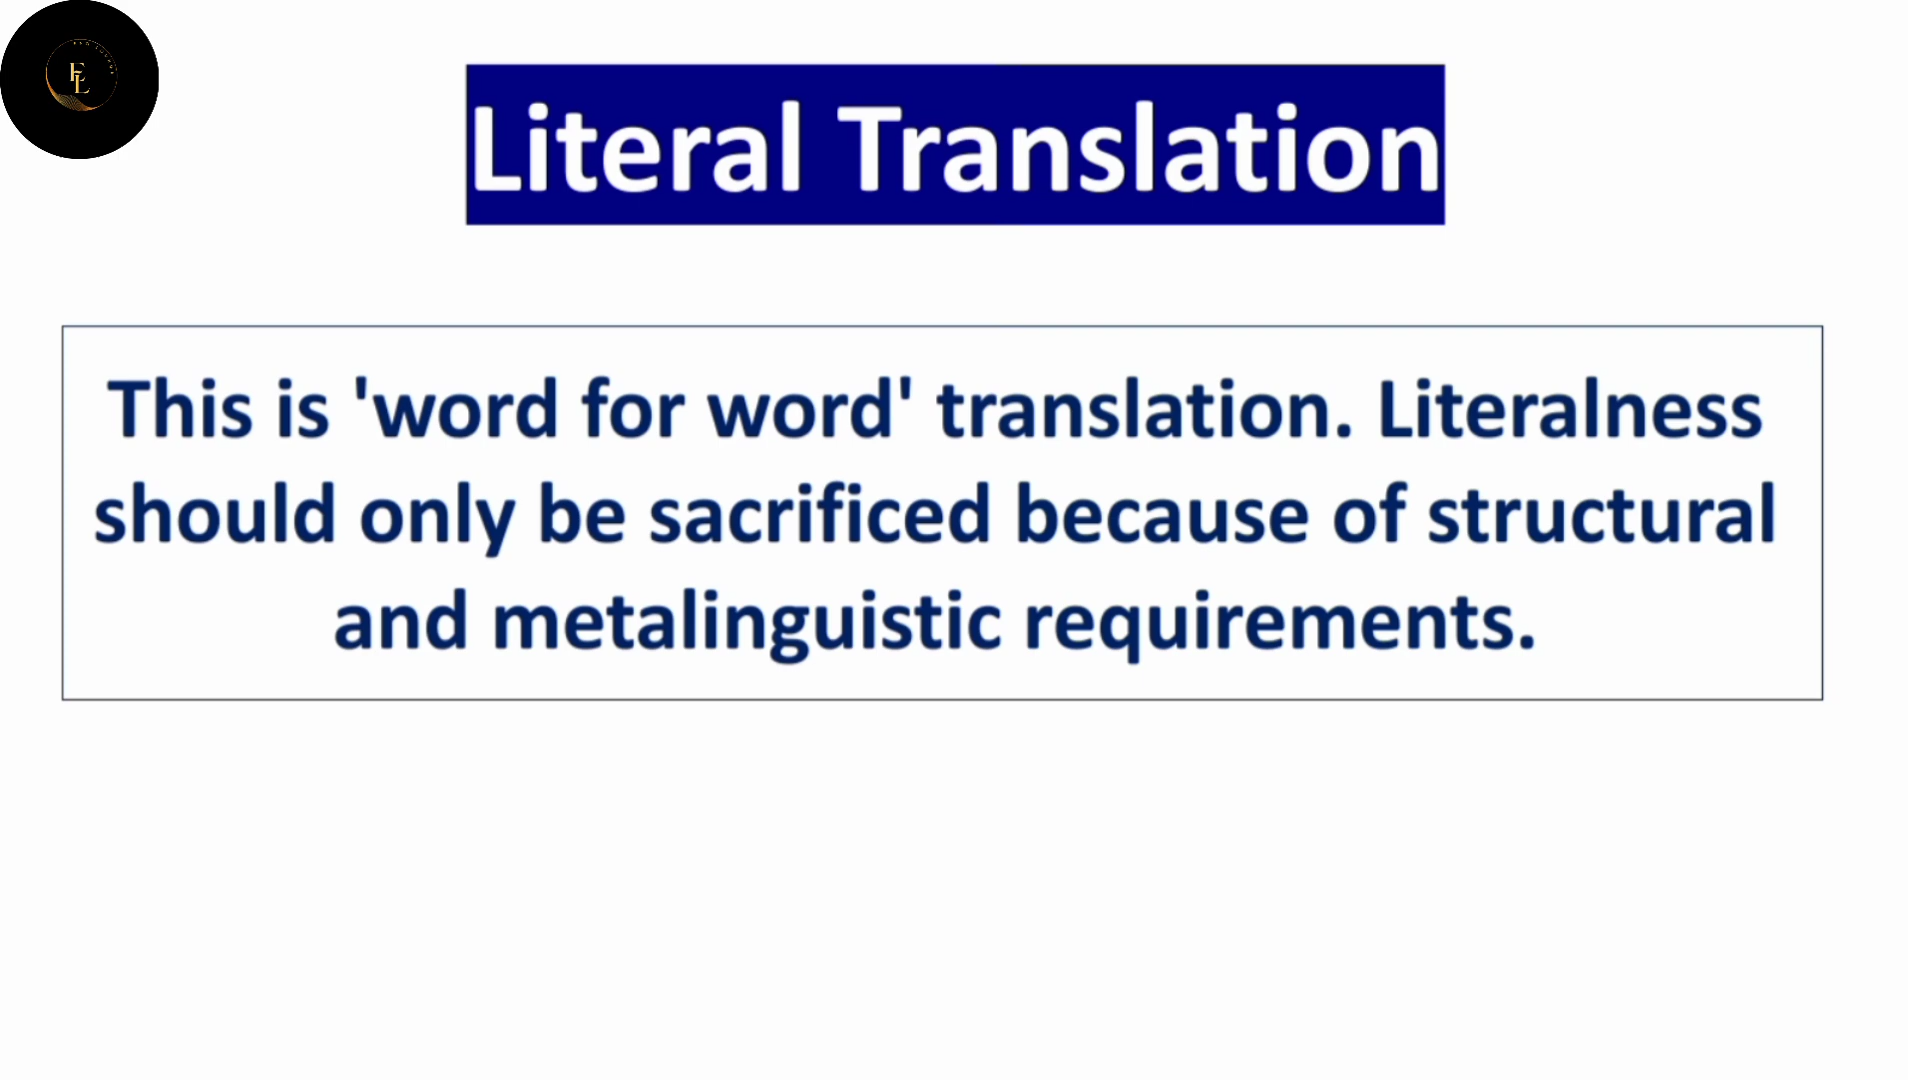 EL
Literal Translation
This is 'word for word' translation. Literalness
should only be sacrificed because of structural
and metalinguistic requirements.